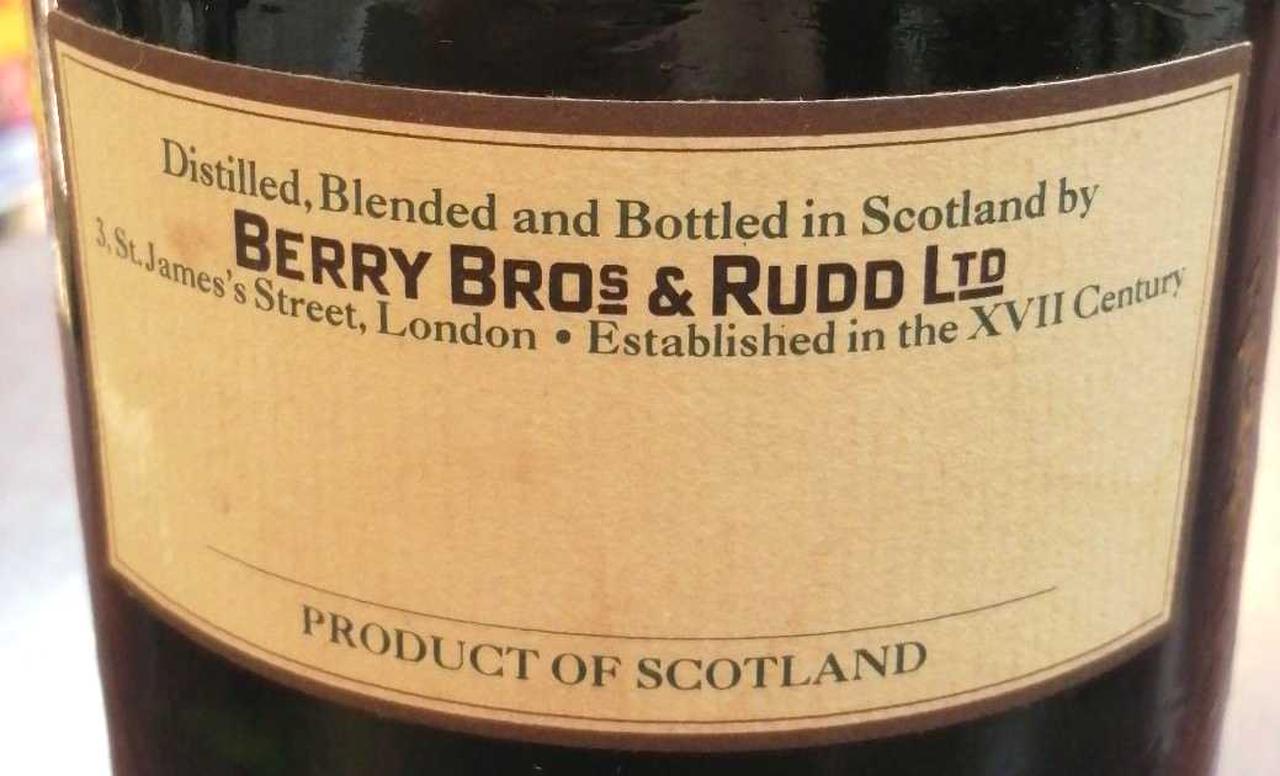 Distilled, Blended and Bottled in Scotland by
BERRY BROS & RUDD LTD
3, St. James's Street, London • Established in the XVII Century
PRODUCT OF SCOTLAND